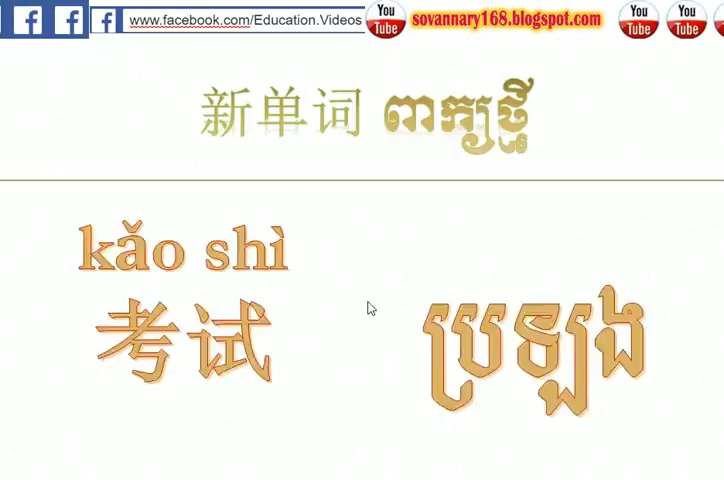 www.facebook.com/Education.Videos You Tube sovannary168.blogspot.com You Tube You Tube You
新单词 ពាក្យថ្មី
kǎo shì
考试 ប្រឡង